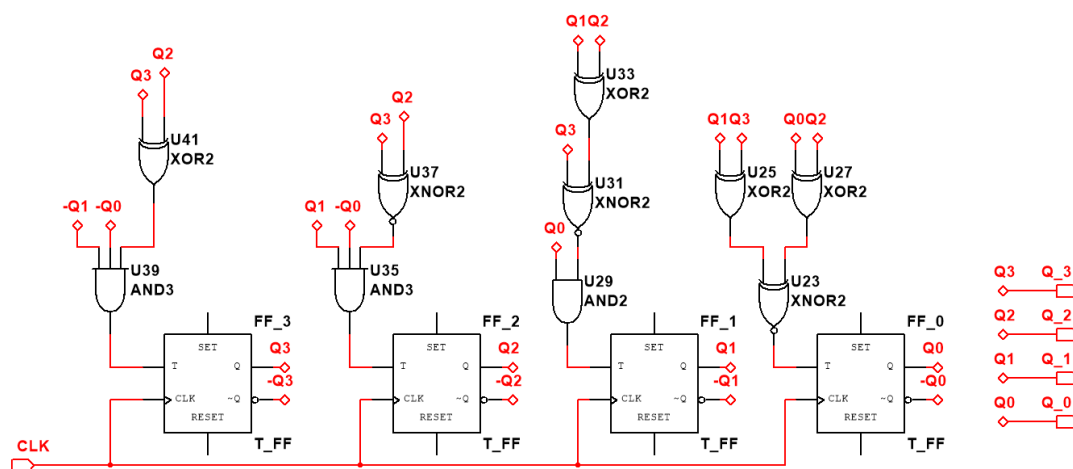 Q1Q2
Q2
Q3
U33
XOR2
U41
XOR2
Q2
Q3
Q3
Q1Q3
Q0Q2
U37
XNOR2
U31
XNOR2
U25
XOR2
U27
XOR2
-Q1-Q0
Q1
-Q0
Q0
U39
AND3
U35
AND3
U29
AND2
U23
XNOR2
Q3
Q_3
Q2
Q_2
Q1
Q_1
Q0
Q_0
FF_3
SET
T
Q
CLK
~Q
RESET
T_FF
Q3
-Q3
FF_2
SET
T
Q
CLK
~Q
RESET
T_FF
Q2
-Q2
FF_1
SET
T
Q
CLK
~Q
RESET
T_FF
Q1
-Q1
FF_0
SET
T
Q
CLK
~Q
RESET
T_FF
Q0
-Q0
CLK